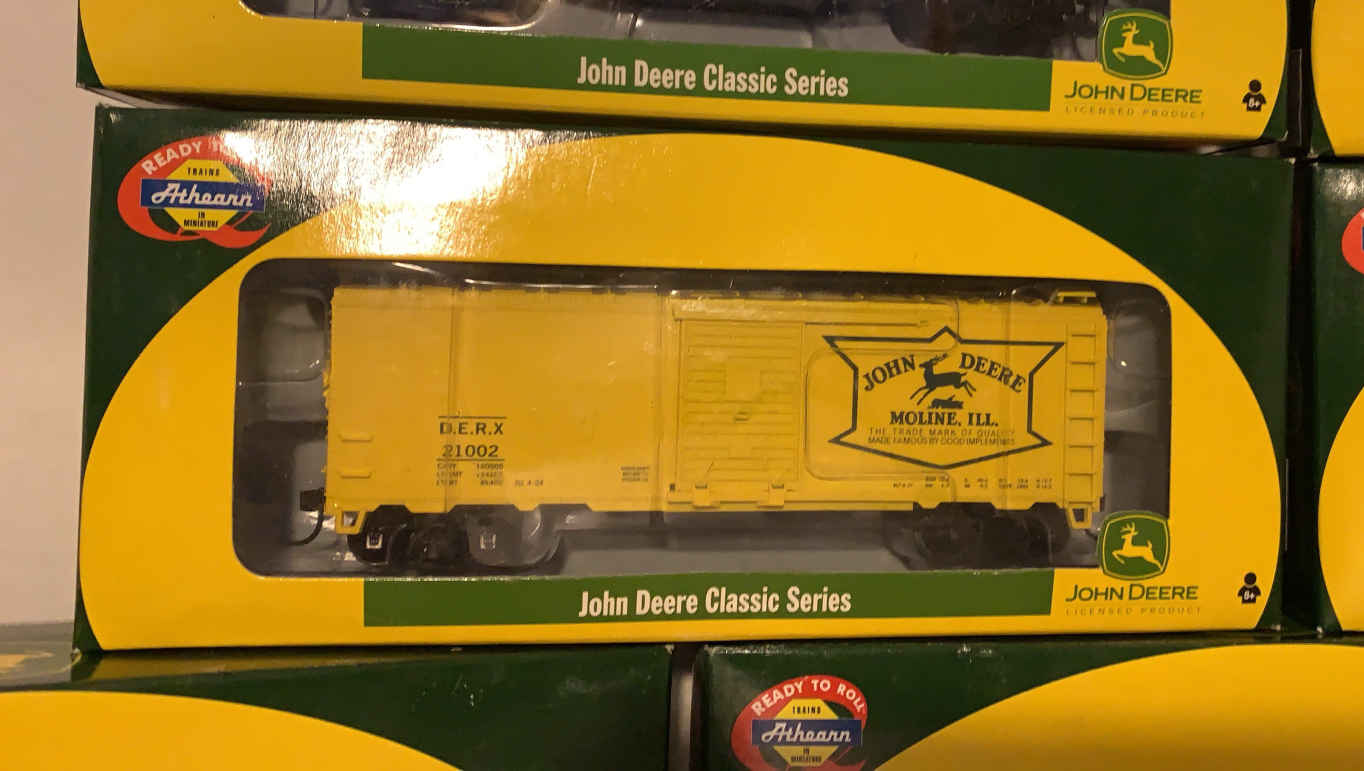 John Deere Classic Series
JOHN DEERE
LICENSED PRODUCT
8+
READY
TRAINS
Athearn
IN
MINIATURE
D.E.R.X
21002
JOHN DEERE
MOLINE, ILL.
THE TRADE MARK OF QUALITY
MADE FAMOUS BY GOOD IMPLEMENTS
John Deere Classic Series
JOHN DEERE
LICENSED PRODUCT
8+
READY TO ROLL
TRAINS
Athearn
IN
MINIATURE